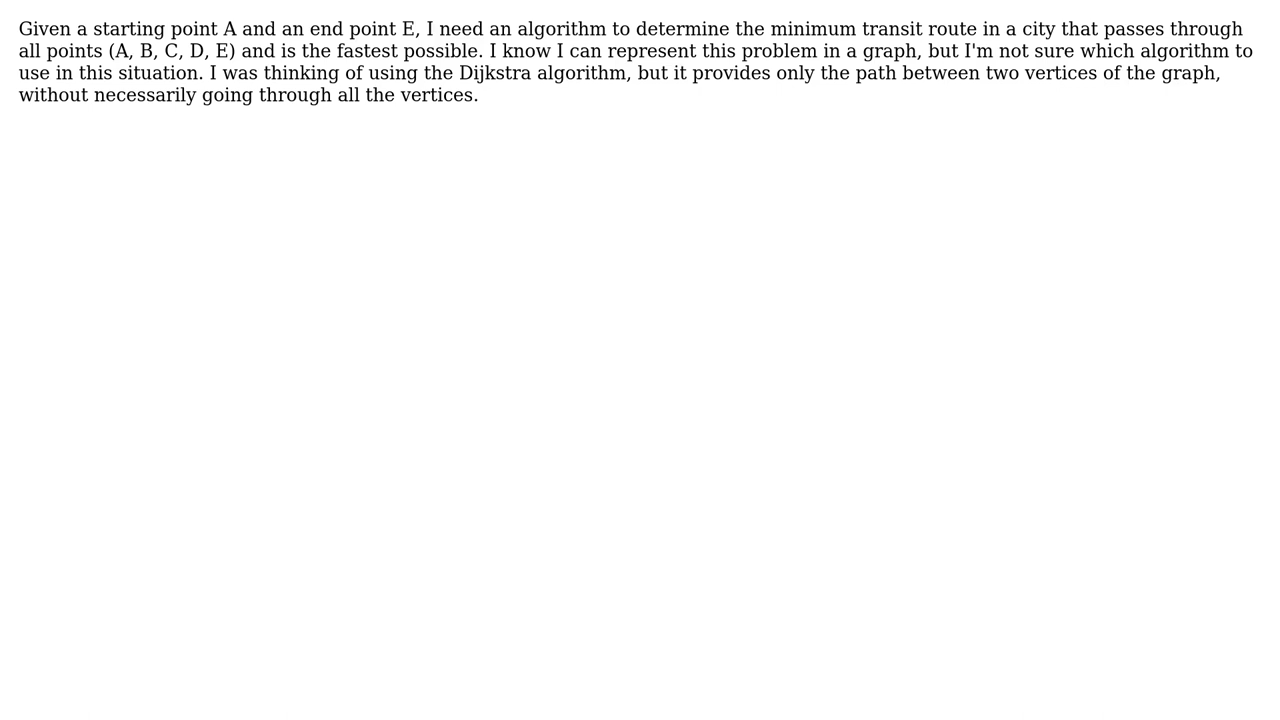 Given a starting point A and an end point E, I need an algorithm to determine the minimum transit route in a city that passes through
all points (A, B, C, D, E) and is the fastest possible. I know I can represent this problem in a graph, but I'm not sure which algorithm to
use in this situation. I was thinking of using the Dijkstra algorithm, but it provides only the path between two vertices of the graph,
without necessarily going through all the vertices.